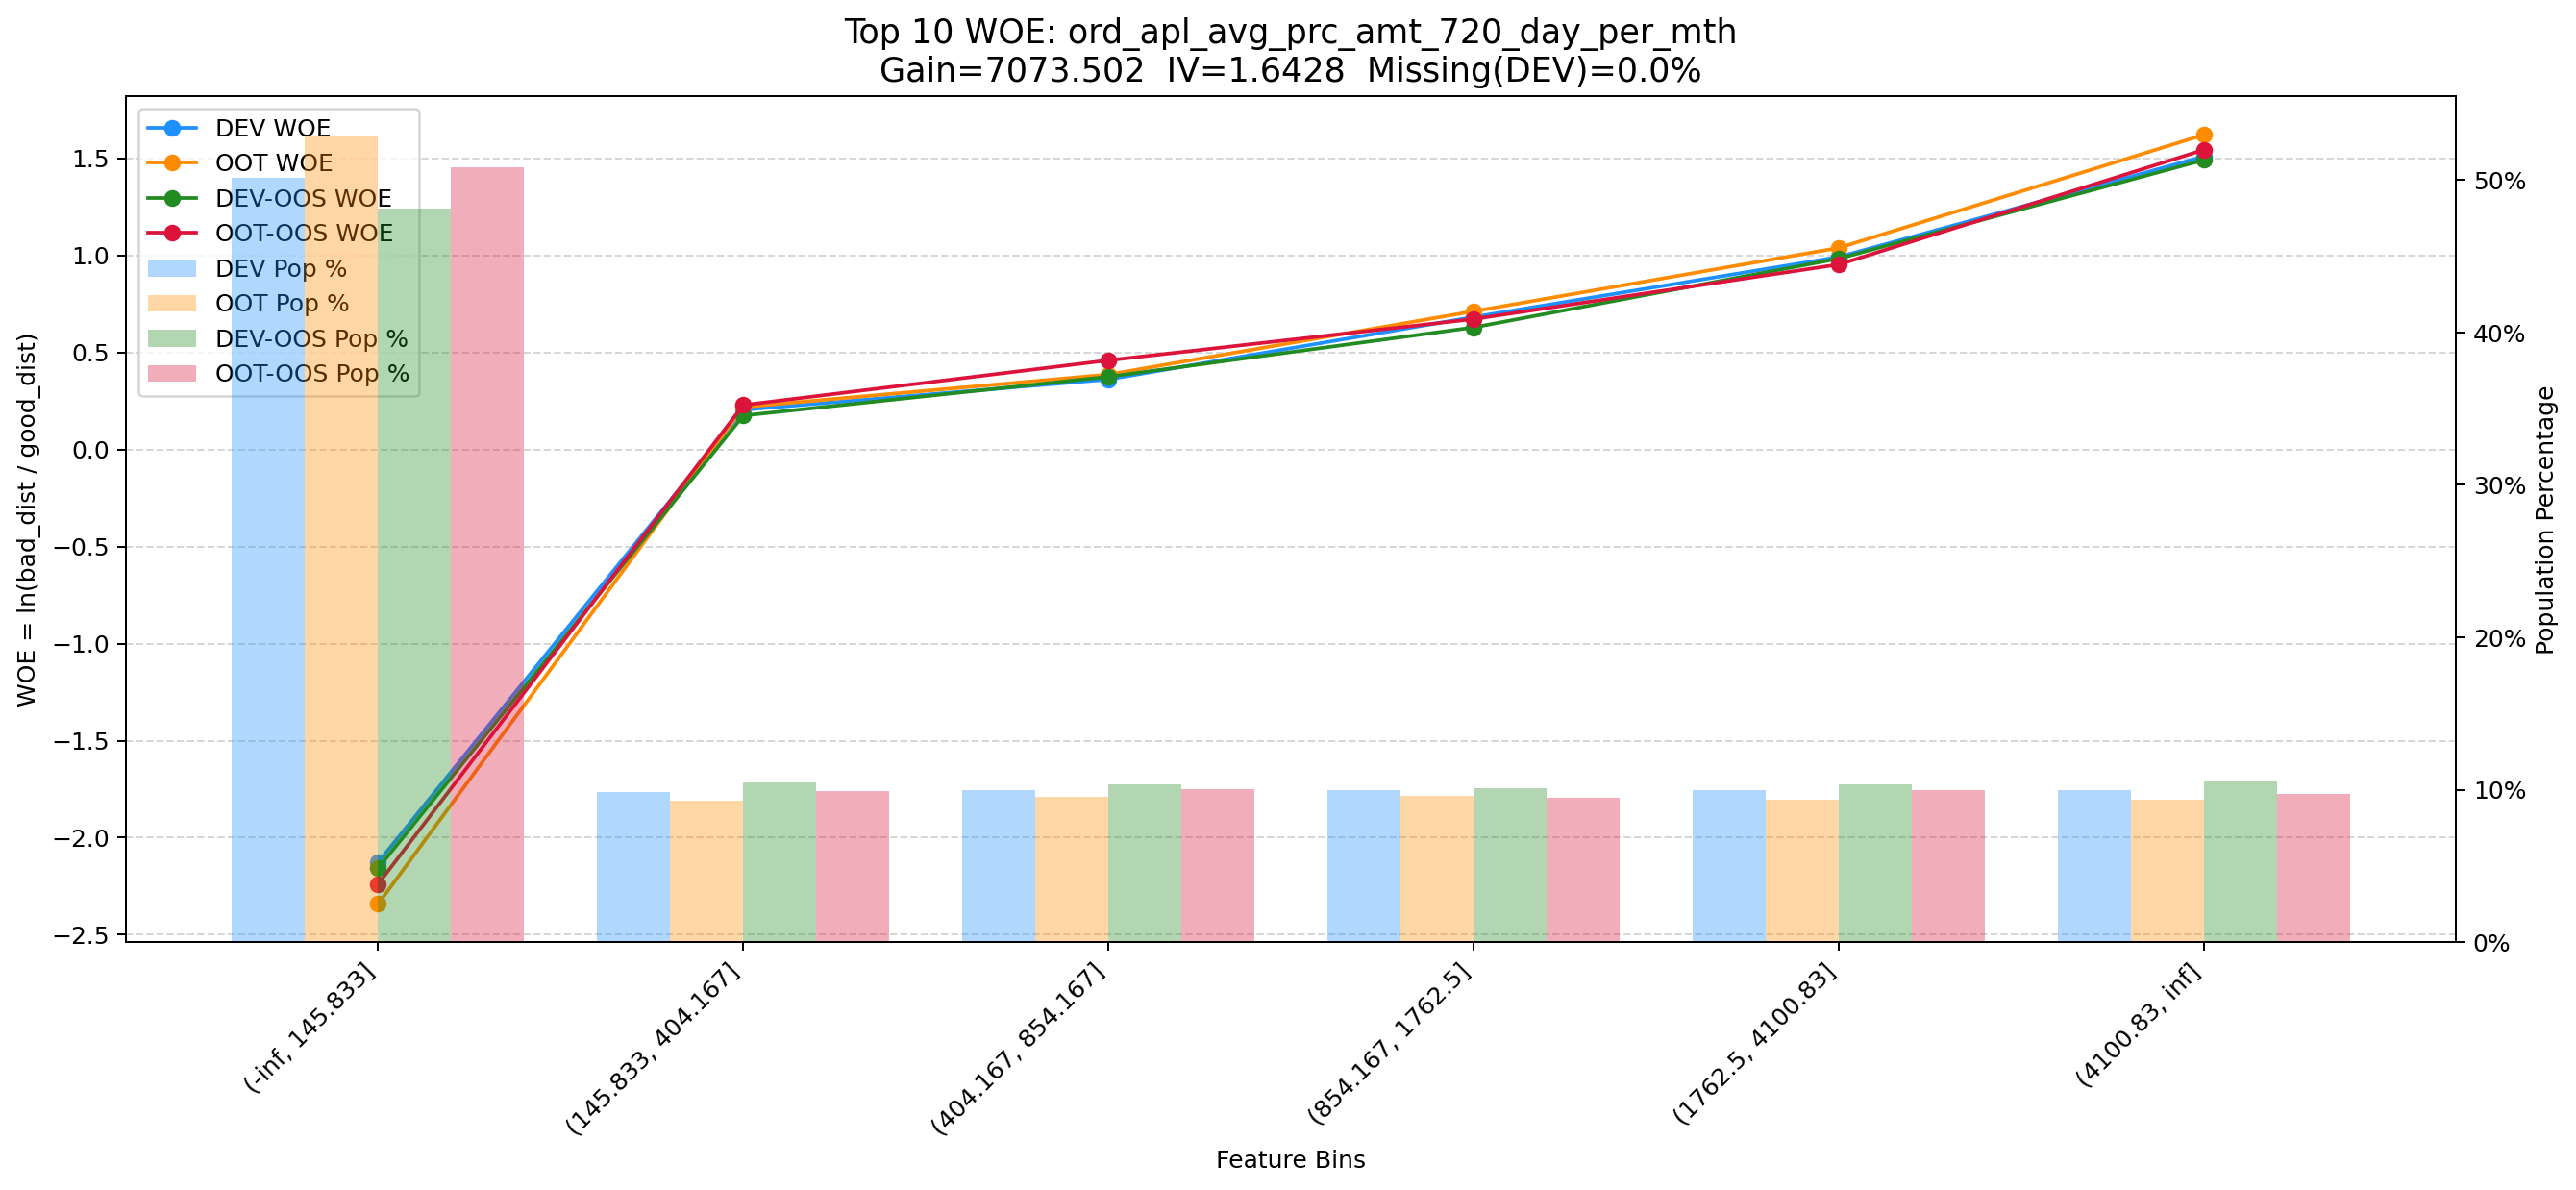 Top 10 WOE: ord_apl_avg_prc_amt_720_day_per_mth
Gain=7073.502  IV=1.6428  Missing(DEV)=0.0%
DEV WOE
OOT WOE
DEV-OOS WOE
OOT-OOS WOE
DEV Pop %
OOT Pop %
DEV-OOS Pop %
OOT-OOS Pop %
WOE = ln(bad_dist / good_dist)
1.5
1.0
0.5
0.0
−0.5
−1.0
−1.5
−2.0
−2.5
50%
40%
30%
20%
10%
0%
Population Percentage
(-inf, 145.833]
(145.833, 404.167]
(404.167, 854.167]
(854.167, 1762.5]
(1762.5, 4100.83]
(4100.83, inf]
Feature Bins